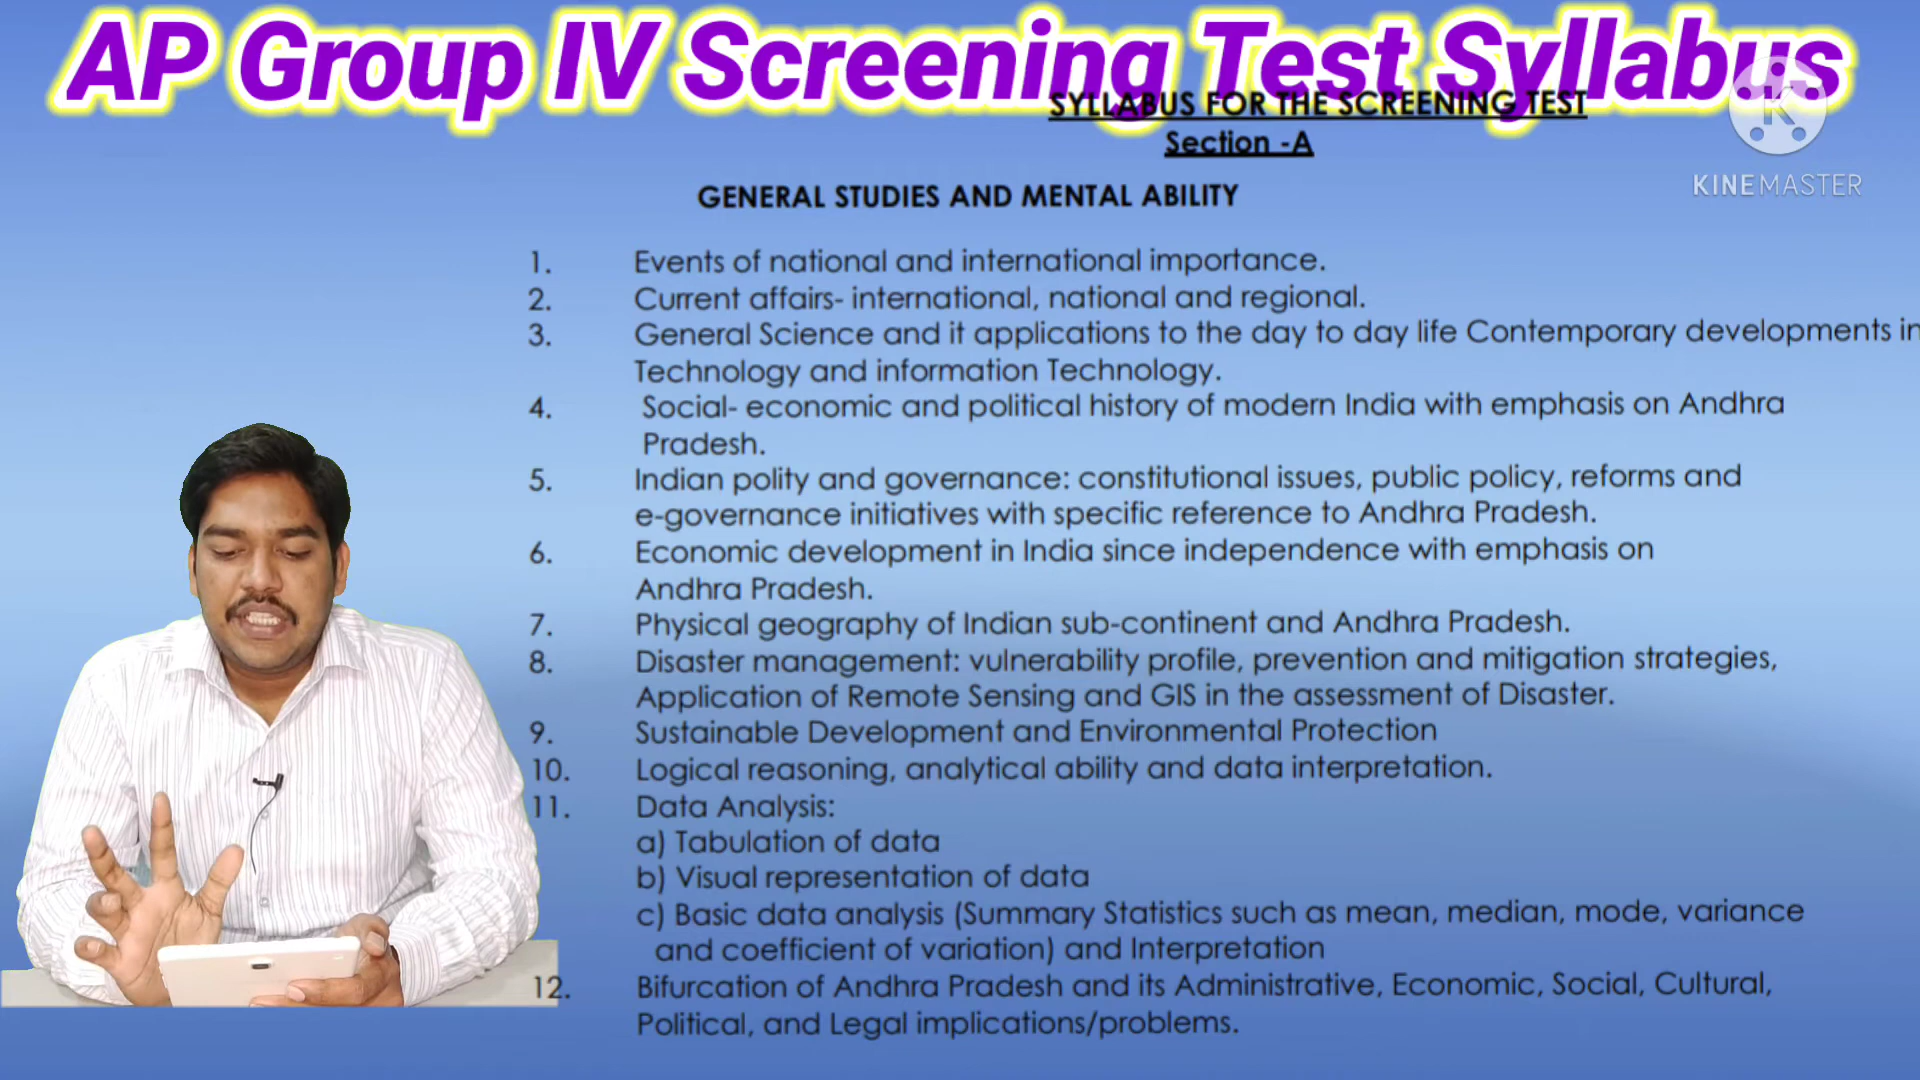 AP Group IV Screening Test Syllabus
SYLLABUS FOR THE SCREENING TEST
Section -A
KINEMASTER
GENERAL STUDIES AND MENTAL ABILITY
1. Events of national and international importance.
2. Current affairs- international, national and regional.
3. General Science and it applications to the day to day life Contemporary developments in
Technology and information Technology.
4. Social- economic and political history of modern India with emphasis on Andhra
Pradesh.
5. Indian polity and governance: constitutional issues, public policy, reforms and
e-governance initiatives with specific reference to Andhra Pradesh.
6. Economic development in India since independence with emphasis on
Andhra Pradesh.
7. Physical geography of Indian sub-continent and Andhra Pradesh.
8. Disaster management: vulnerability profile, prevention and mitigation strategies,
Application of Remote Sensing and GIS in the assessment of Disaster.
9. Sustainable Development and Environmental Protection
10. Logical reasoning, analytical ability and data interpretation.
11. Data Analysis:
a) Tabulation of data
b) Visual representation of data
c) Basic data analysis (Summary Statistics such as mean, median, mode, variance
and coefficient of variation) and Interpretation
12. Bifurcation of Andhra Pradesh and its Administrative, Economic, Social, Cultural,
Political, and Legal implications/problems.